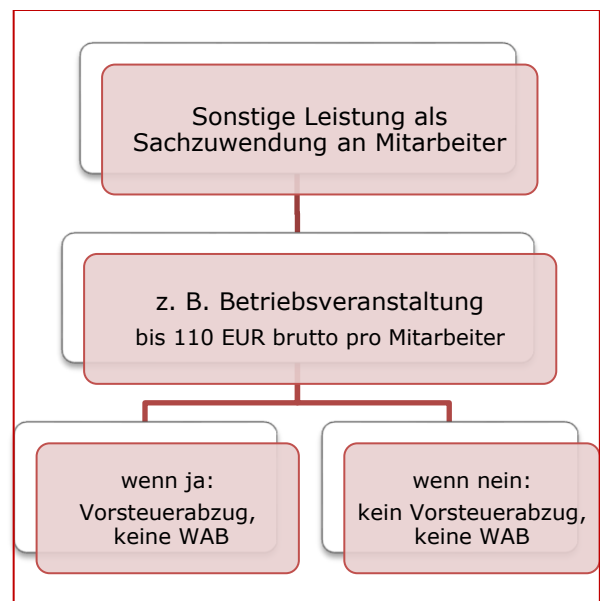 Sonstige Leistung als
Sachzuwendung an Mitarbeiter
z. B. Betriebsveranstaltung
bis 110 EUR brutto pro Mitarbeiter
wenn ja:
Vorsteuerabzug,
keine WAB
wenn nein:
kein Vorsteuerabzug,
keine WAB